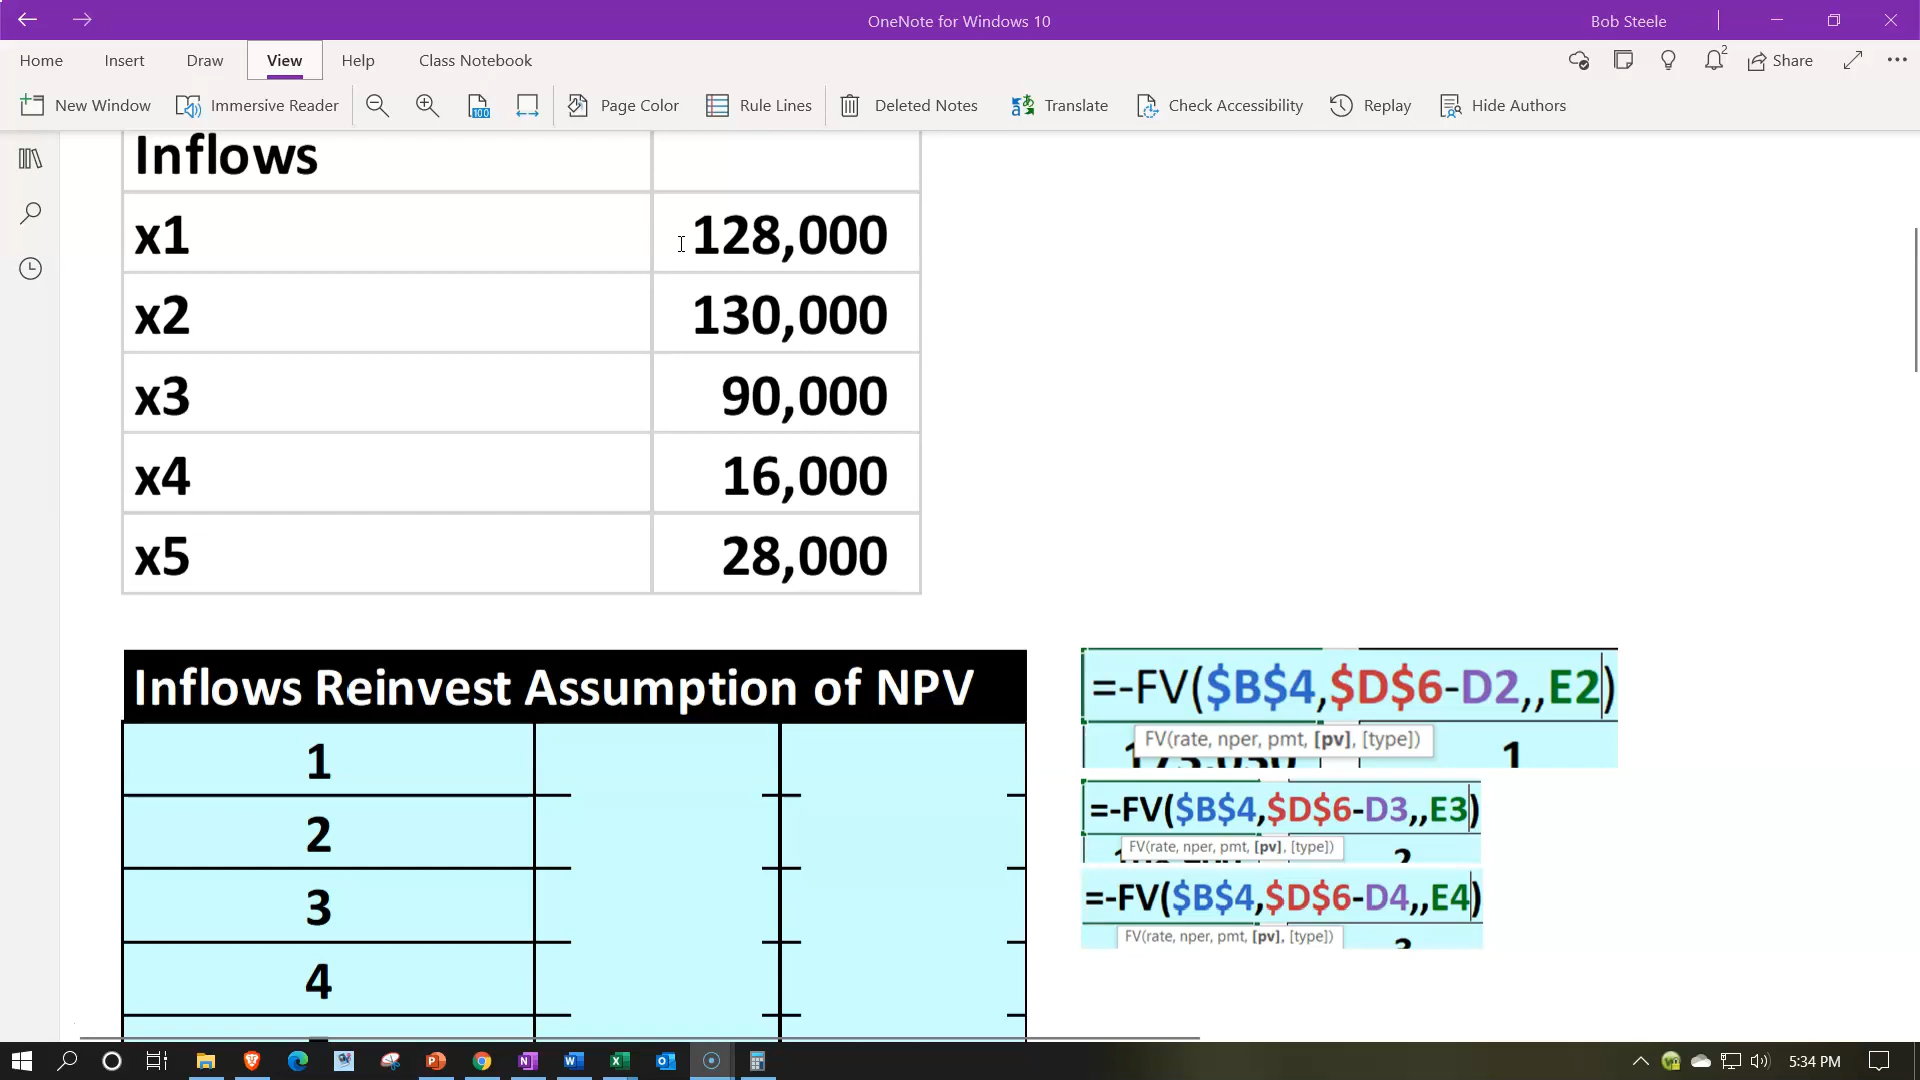 OneNote for Windows 10
Bob Steele
Home Insert Draw View Help Class Notebook
2 Share
New Window Immersive Reader 100 Page Color Rule Lines Deleted Notes Translate Check Accessibility Replay Hide Authors
Inflows
x1 128,000
x2 130,000
x3 90,000
x4 16,000
x5 28,000
Inflows Reinvest Assumption of NPV
1
2
3
4
=-FV($B$4,$D$6-D2,,E2)
FV(rate, nper, pmt, [pv], [type])
1
=-FV($B$4,$D$6-D3,,E3)
FV(rate, nper, pmt, [pv], [type])
2
=-FV($B$4,$D$6-D4,,E4)
FV(rate, nper, pmt, [pv], [type])
5:34 PM